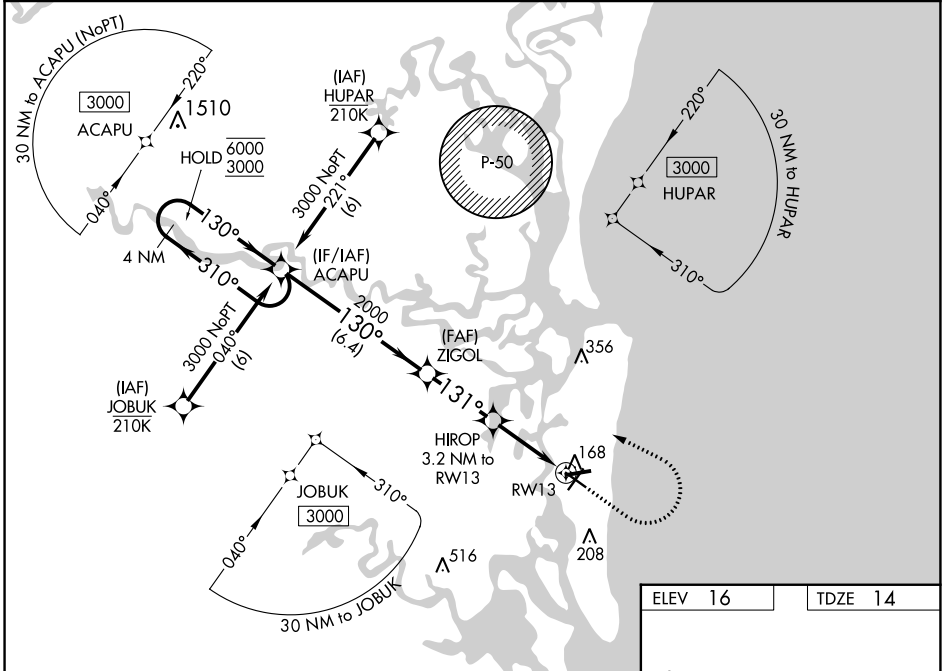 30 NM to ACAPU (NoPT)
220°
3000
ACAPU
1510
040°
HOLD
6000
3000
4 NM
130°
310°
(IAF)
HUPAR
210K
3000 NoPT
221°
(6)
P-50
220°
3000
HUPAR
310°
30 NM to HUPAR
(IF/IAF)
ACAPU
3000 NoPT
040°
(6)
(IAF)
JOBUK
210K
2000
130°
(6.4)
(FAF)
ZIGOL
131°
356
HIROP
3.2 NM to
RW13
168
RW13
208
516
JOBUK
3000
310°
040°
30 NM to JOBUK
ELEV 16
TDZE 14